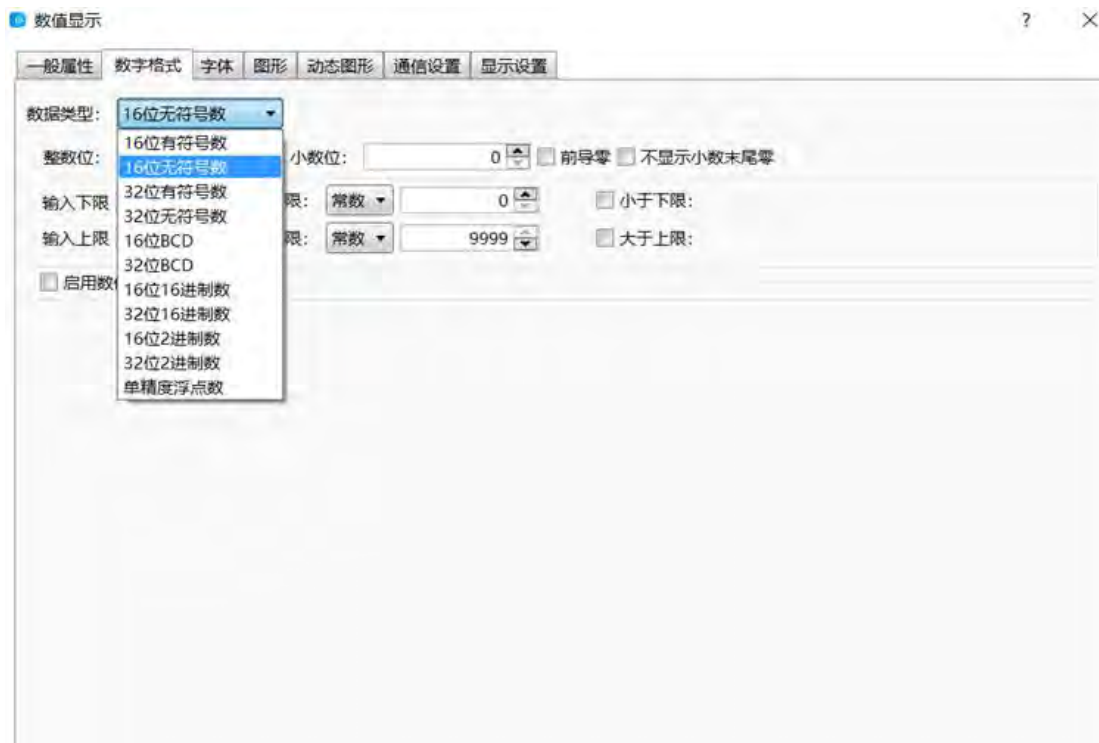 数值显示 ?
一般属性 数字格式 字体 图形 动态图形 通信设置 显示设置
数据类型: 16位无符号数
16位有符号数
整数位: 小数位: 0 前导零 不显示小数末尾零
16位无符号数
32位有符号数
输入下限 限: 常数 0 小于下限:
32位无符号数
输入上限 限: 常数 9999 大于上限:
16位BCD
32位BCD
启用数
16位16进制数
32位16进制数
16位2进制数
32位2进制数
单精度浮点数